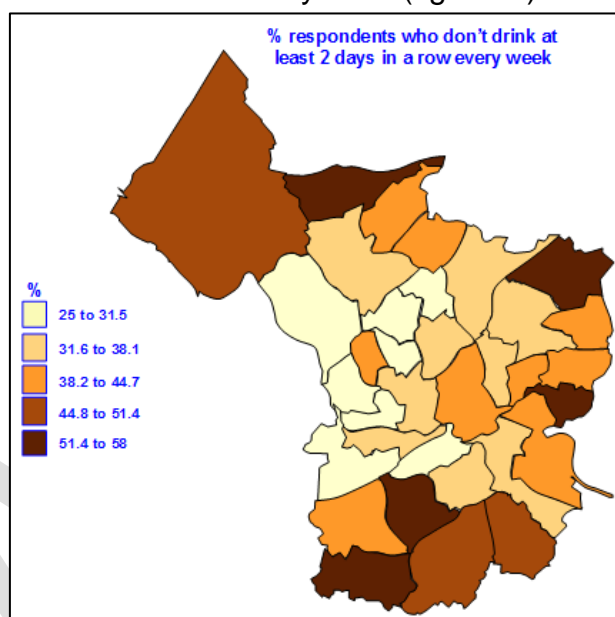 % respondents who don't drink at
least 2 days in a row every week
%
25 to 31.5
31.6 to 38.1
38.2 to 44.7
44.8 to 51.4
51.4 to 58